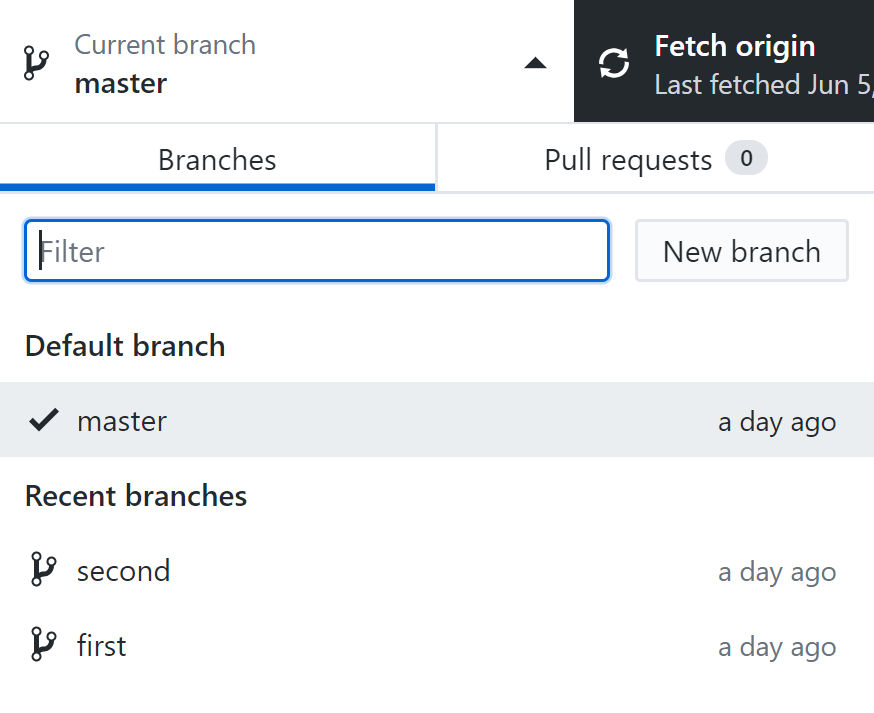 Current branch
master
Fetch origin
Last fetched Jun 5,
Branches
Pull requests 0
Filter
New branch
Default branch
master a day ago
Recent branches
second a day ago
first a day ago